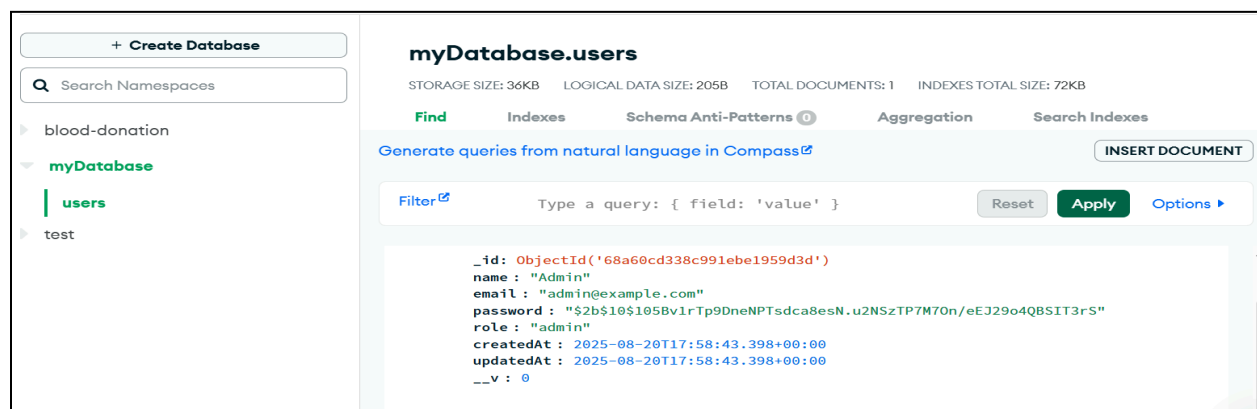 + Create Database
Search Namespaces
blood-donation
myDatabase
users
test
myDatabase.users
STORAGE SIZE: 36KB LOGICAL DATA SIZE: 205B TOTAL DOCUMENTS: 1 INDEXES TOTAL SIZE: 72KB
Find Indexes Schema Anti-Patterns 0 Aggregation Search Indexes
Generate queries from natural language in Compass
INSERT DOCUMENT
Filter Type a query: { field: 'value' } Reset Apply Options
_id: ObjectId('68a60cd338c991ebe1959d3d')
name : "Admin"
email : "admin@example.com"
password : "$2b$10$105Bv1rTp9DneNPTsdca8esN.u2NSzTP7M7On/eEJ29o4QBSIT3rS"
role : "admin"
createdAt : 2025-08-20T17:58:43.398+00:00
updatedAt : 2025-08-20T17:58:43.398+00:00
__v : 0